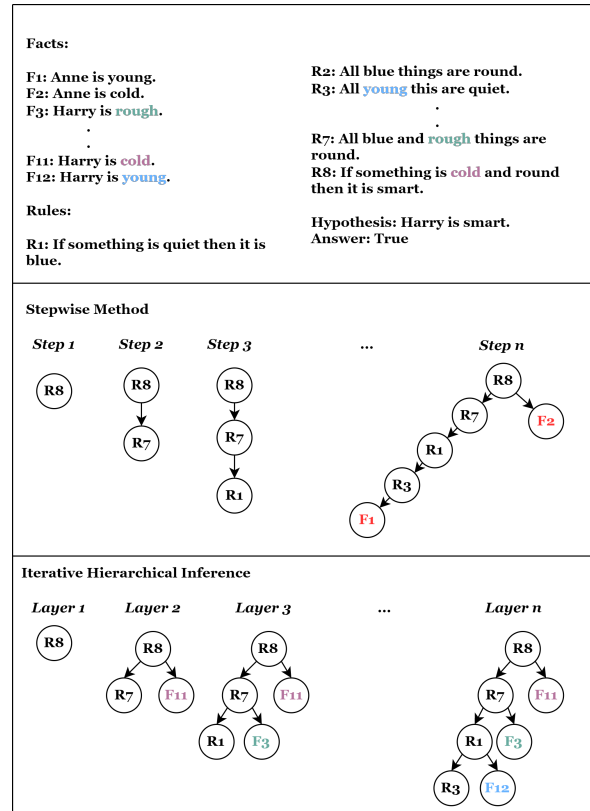 Facts:
F1: Anne is young.
F2: Anne is cold.
F3: Harry is rough.
.
.
F11: Harry is cold.
F12: Harry is young.
Rules:
R1: If something is quiet then it is
blue.
R2: All blue things are round.
R3: All young this are quiet.
.
.
R7: All blue and rough things are
round.
R8: If something is cold and round
then it is smart.
Hypothesis: Harry is smart.
Answer: True
Stepwise Method
Step 1 Step 2 Step 3 ... Step n
R8
R8
R7
R8
R7
R1
R8
R7
F2
R1
R3
F1
Iterative Hierarchical Inference
Layer 1 Layer 2 Layer 3 ... Layer n
R8
R8
R7 F11
R8
R7 F11
R1 F3
R8
R7 F11
R1 F3
R3 F12